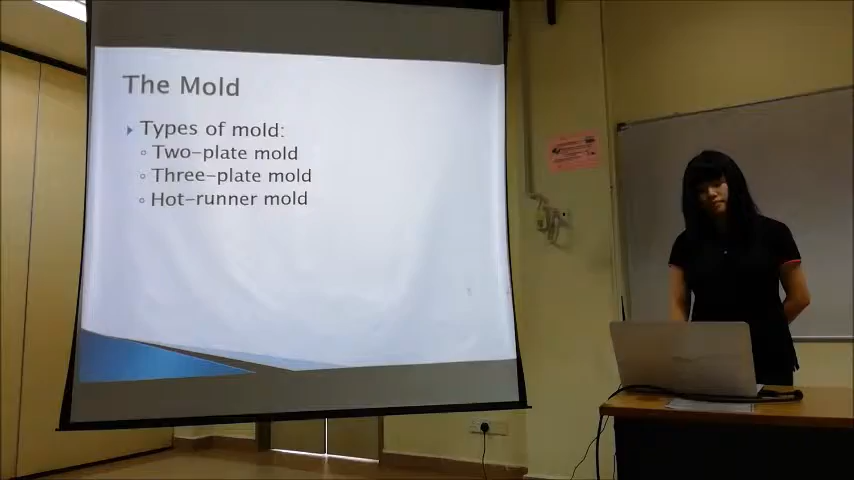 The Mold
Types of mold:
Two-plate mold
Three-plate mold
Hot-runner mold